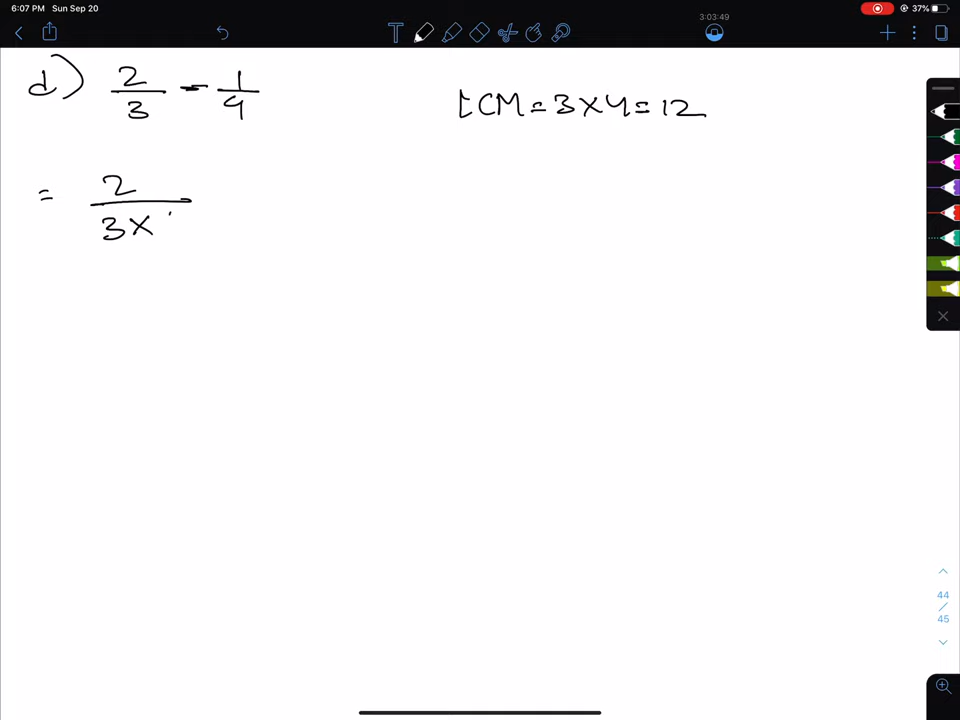 6:07 PM Sun Sep 20
37%
3:03:49
T
d) 2/3 - 1/4
LCM = 3 x 4 = 12
= 2/3x
44
/
45